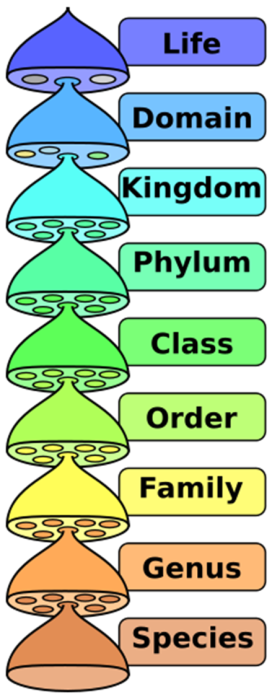 Life
Domain
Kingdom
Phylum
Class
Order
Family
Genus
Species